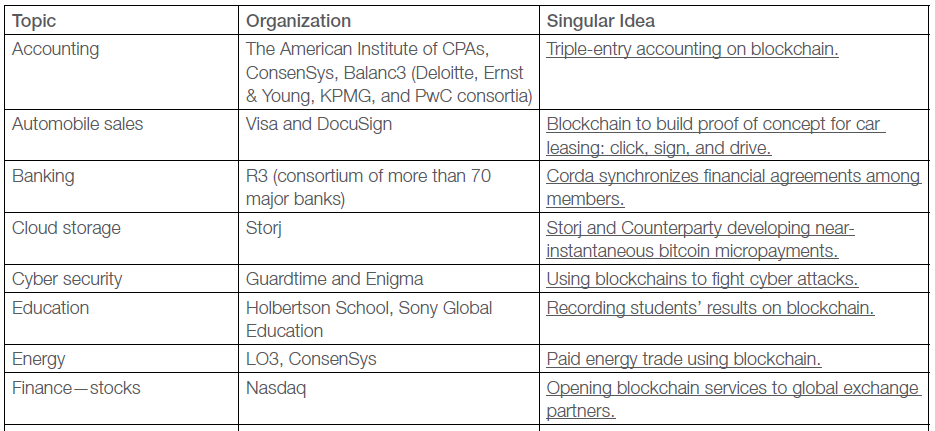 Topic Organization Singular Idea
Accounting The American Institute of CPAs, Triple-entry accounting on blockchain.
ConsenSys, Balanc3 (Deloitte, Ernst
& Young, KPMG, and PwC consortia)
Automobile sales Visa and DocuSign Blockchain to build proof of concept for car
leasing: click, sign, and drive.
Banking R3 (consortium of more than 70 Corda synchronizes financial agreements among
major banks) members.
Cloud storage Storj Storj and Counterparty developing near-
instantaneous bitcoin micropayments.
Cyber security Guardtime and Enigma Using blockchains to fight cyber attacks.
Education Holbertson School, Sony Global Recording students’ results on blockchain.
Education
Energy LO3, ConsenSys Paid energy trade using blockchain.
Finance—stocks Nasdaq Opening blockchain services to global exchange
partners.